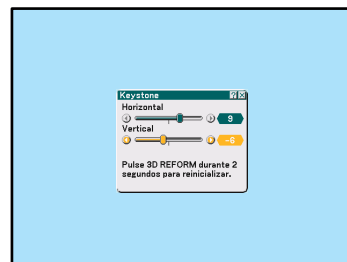 Keystone
Horizontal
9
Vertical
-6
Pulse 3D REFORM durante 2
segundos para reinicializar.